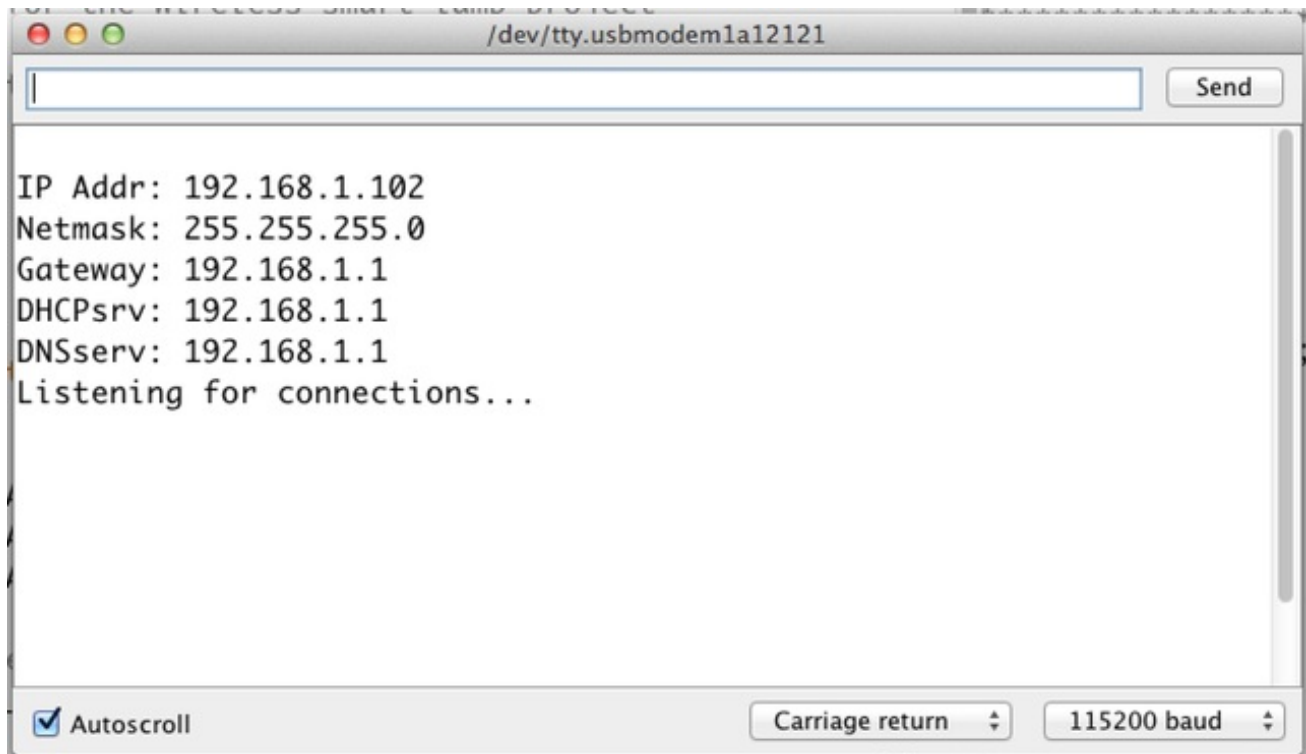 /dev/tty.usbmodem1a12121
Send
IP Addr: 192.168.1.102
Netmask: 255.255.255.0
Gateway: 192.168.1.1
DHCPsrv: 192.168.1.1
DNSserv: 192.168.1.1
Listening for connections...
Autoscroll
Carriage return
115200 baud